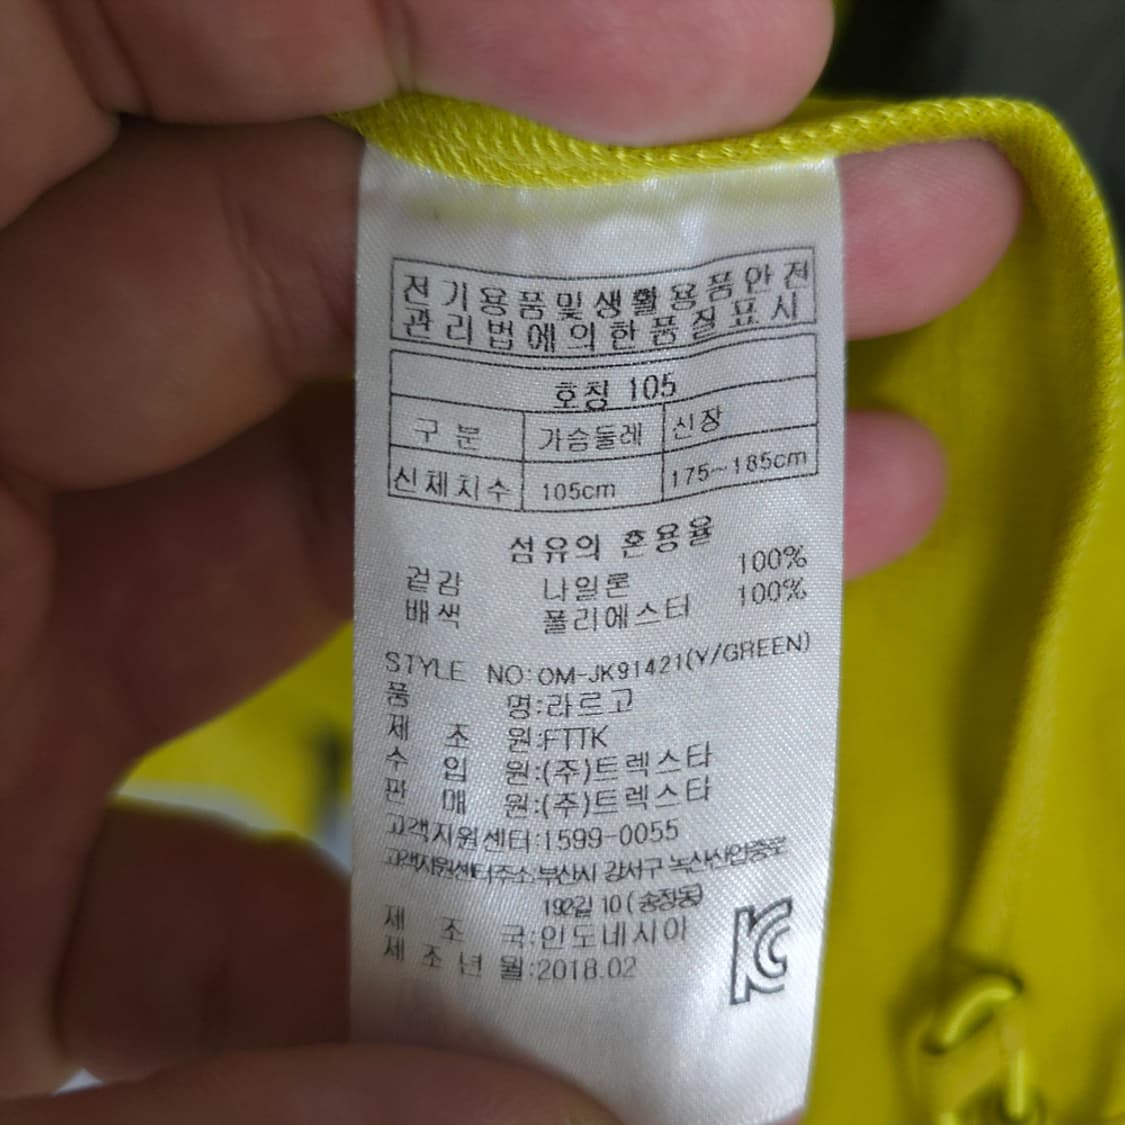 전기용품및생활용품안전
관리법에의한품질표시
호칭 105
구 분 가슴둘레 신장
신체치수 105cm 175~185cm
섬유의 혼용율
겉감 나일론 100%
배색 폴리에스터 100%
STYLE NO:OM-JK91421(Y/GREEN)
품 명:라르고
제 조 원:FTTK
수 입 원:(주)트렉스타
판 매 원:(주)트렉스타
고객지원센터:1599-0055
고객지원센터주소:부산시 강서구 녹산산업중로
192길 10 (송정동)
제 조 국:인도네시아
제 조 년 월:2018.02
KC